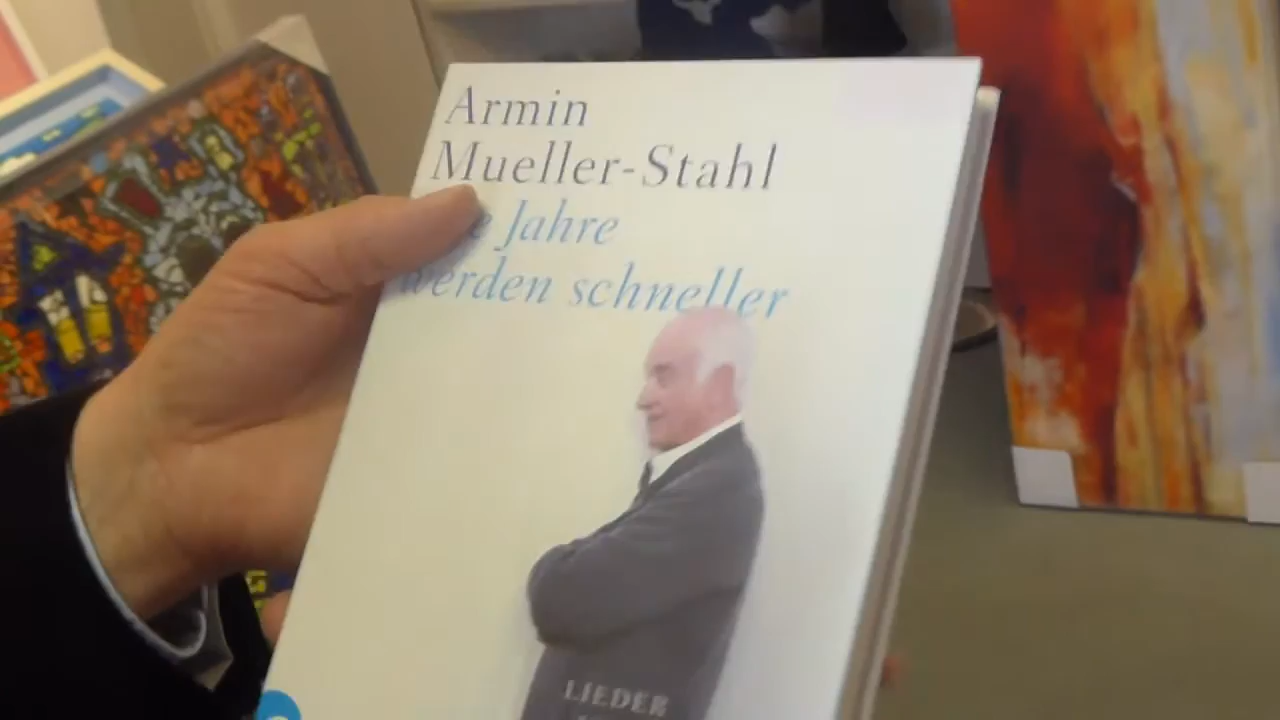 Armin
Mueller-Stahl
Jahre
werden schneller
LIEDER